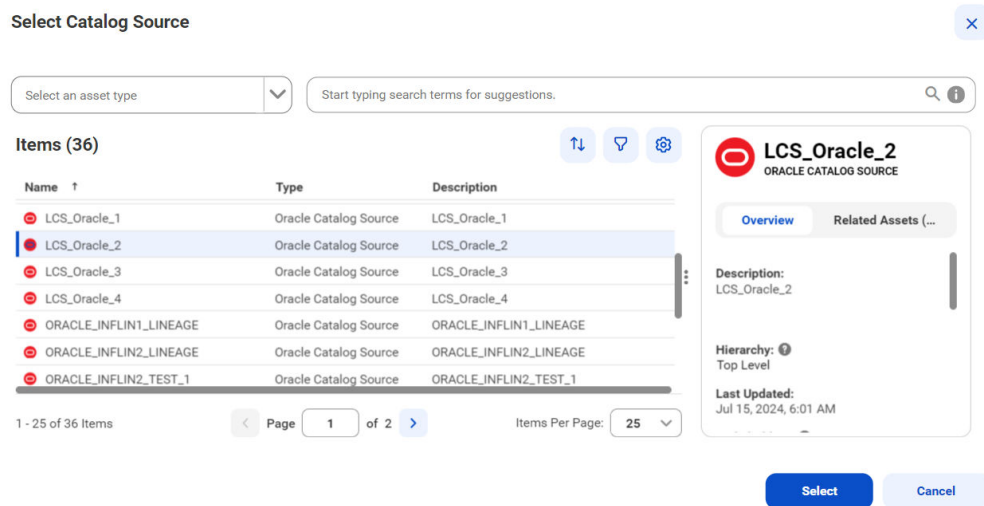 Select Catalog Source
Select an asset type
Start typing search terms for suggestions.
Items (36)
Name ↑ Type Description
LCS_Oracle_1 Oracle Catalog Source LCS_Oracle_1
LCS_Oracle_2 Oracle Catalog Source LCS_Oracle_2
LCS_Oracle_3 Oracle Catalog Source LCS_Oracle_3
LCS_Oracle_4 Oracle Catalog Source LCS_Oracle_4
ORACLE_INFLIN1_LINEAGE Oracle Catalog Source ORACLE_INFLIN1_LINEAGE
ORACLE_INFLIN2_LINEAGE Oracle Catalog Source ORACLE_INFLIN2_LINEAGE
ORACLE_INFLIN2_TEST_1 Oracle Catalog Source ORACLE_INFLIN2_TEST_1
1 - 25 of 36 Items Page 1 of 2 Items Per Page: 25
LCS_Oracle_2
ORACLE CATALOG SOURCE
Overview Related Assets (...
Description:
LCS_Oracle_2
Hierarchy:
Top Level
Last Updated:
Jul 15, 2024, 6:01 AM
Select Cancel